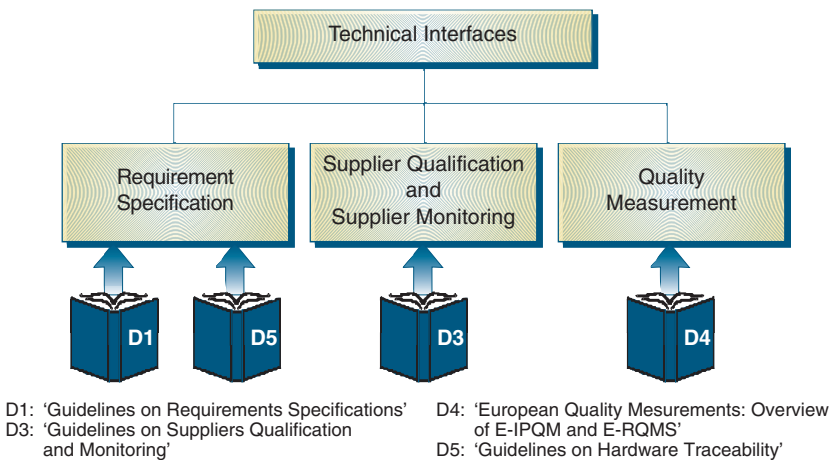 Technical Interfaces
Requirement
Specification
Supplier Qualification
and
Supplier Monitoring
Quality
Measurement
D1
D5
D3
D4
D1: ‘Guidelines on Requirements Specifications’
D3: ‘Guidelines on Suppliers Qualification
and Monitoring’
D4: ‘European Quality Mesurements: Overview
of E-IPQM and E-RQMS’
D5: ‘Guidelines on Hardware Traceability’